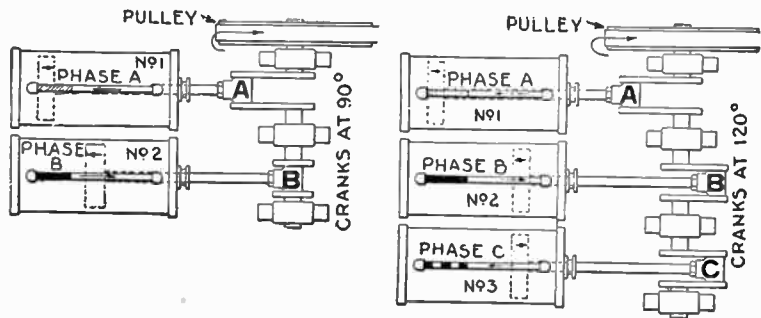 PULLEY
Nº1
PHASE A
A
PHASE
B
Nº2
B
CRANKS AT 90°
PULLEY
PHASE A
Nº1
A
PHASE B
Nº2
B
PHASE C
Nº3
C
CRANKS AT 120°